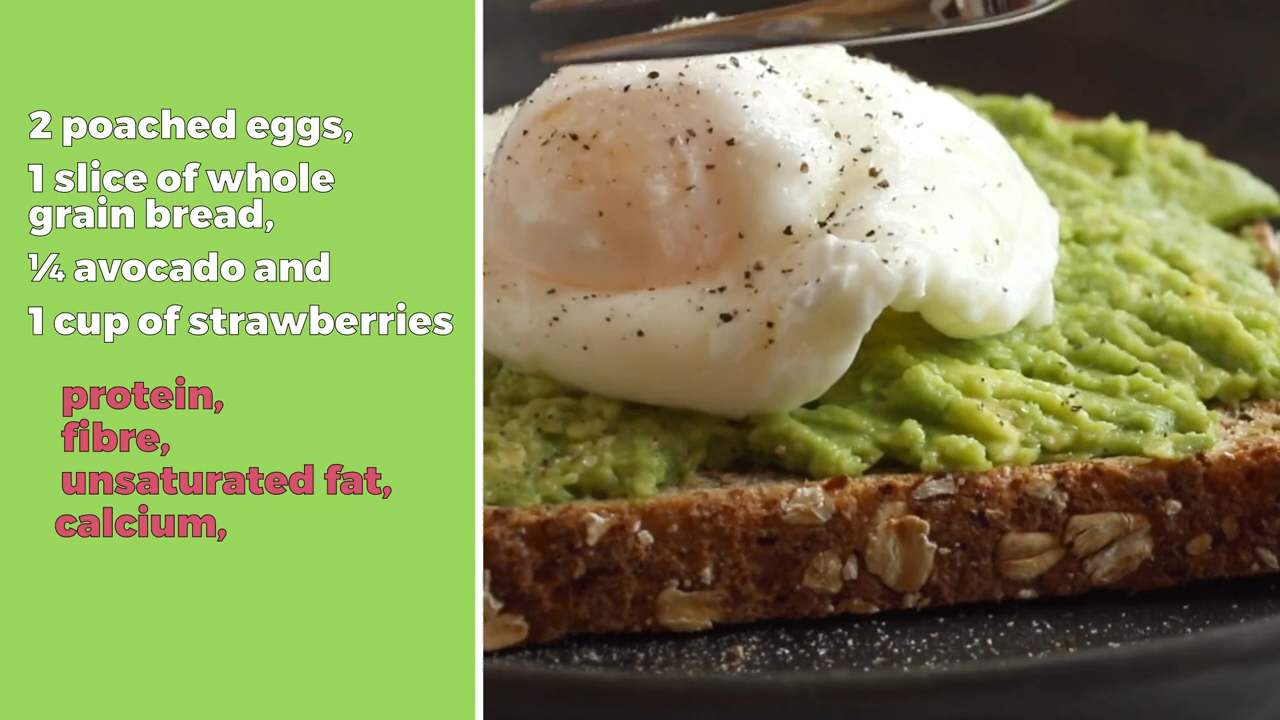 2 poached eggs,
1 slice of whole
grain bread,
¼ avocado and
1 cup of strawberries
protein,
fibre,
unsaturated fat,
calcium,